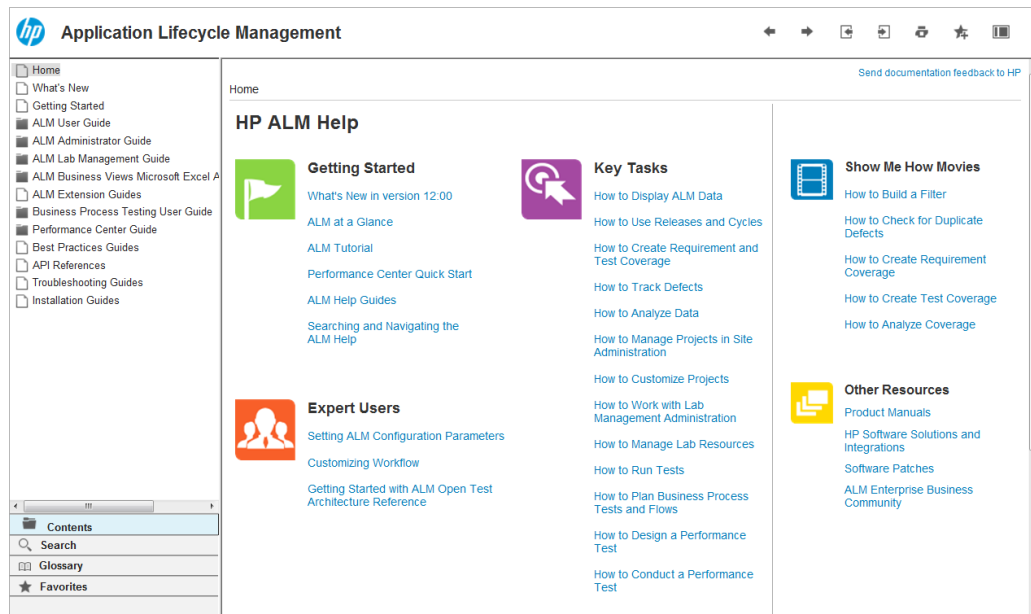 hp
Application Lifecycle Management
Home
What's New
Getting Started
ALM User Guide
ALM Administrator Guide
ALM Lab Management Guide
ALM Business Views Microsoft Excel A
ALM Extension Guides
Business Process Testing User Guide
Performance Center Guide
Best Practices Guides
API References
Troubleshooting Guides
Installation Guides
Contents
Search
Glossary
Favorites
Send documentation feedback to HP
Home
HP ALM Help
Getting Started
What's New in version 12:00
ALM at a Glance
ALM Tutorial
Performance Center Quick Start
ALM Help Guides
Searching and Navigating the
ALM Help
Expert Users
Setting ALM Configuration Parameters
Customizing Workflow
Getting Started with ALM Open Test
Architecture Reference
Key Tasks
How to Display ALM Data
How to Use Releases and Cycles
How to Create Requirement and
Test Coverage
How to Track Defects
How to Analyze Data
How to Manage Projects in Site
Administration
How to Customize Projects
How to Work with Lab
Management Administration
How to Manage Lab Resources
How to Run Tests
How to Plan Business Process
Tests and Flows
How to Design a Performance
Test
How to Conduct a Performance
Test
Show Me How Movies
How to Build a Filter
How to Check for Duplicate
Defects
How to Create Requirement
Coverage
How to Create Test Coverage
How to Analyze Coverage
Other Resources
Product Manuals
HP Software Solutions and
Integrations
Software Patches
ALM Enterprise Business
Community